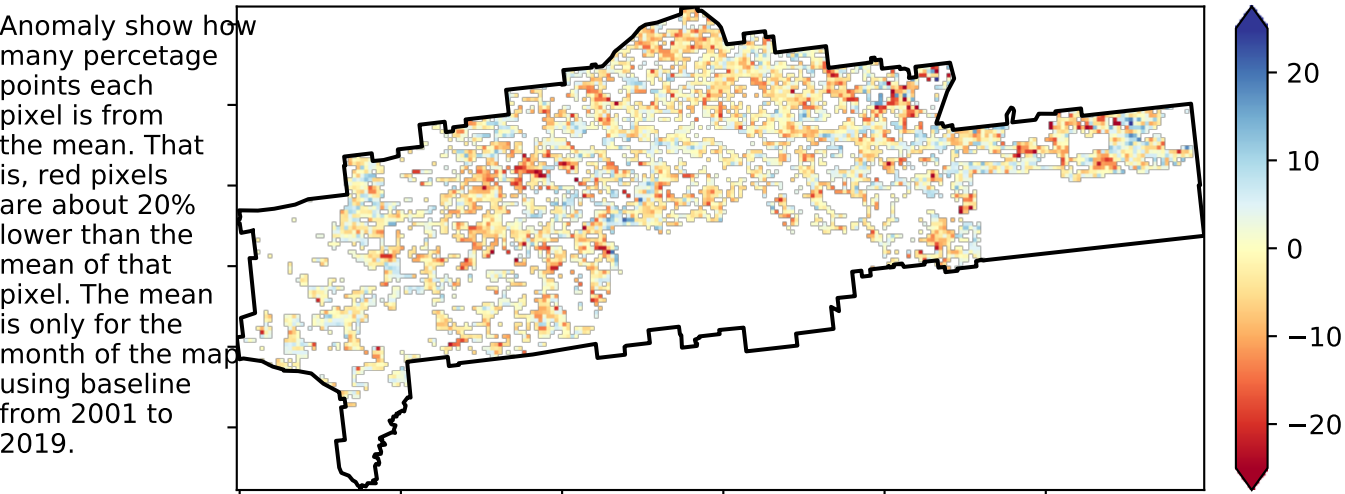 Anomaly show how
many percetage
points each
pixel is from
the mean. That
is, red pixels
are about 20%
lower than the
mean of that
pixel. The mean
is only for the
month of the map
using baseline
from 2001 to
2019.
20
10
0
−10
−20